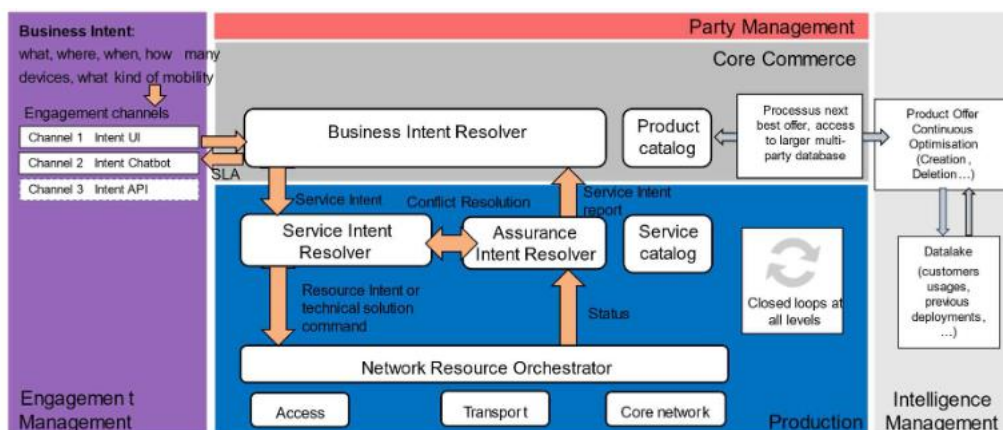 Business Intent:
what, where, when, how many
devices, what kind of mobility
Engagement channels
Channel 1 Intent UI
Channel 2 Intent Chatbot
Channel 3 Intent API
SLA
Engagement
Management
Party Management
Core Commerce
Business Intent Resolver
Product
catalog
Processus next
best offer, access
to larger multi-
party database
Service Intent
Conflict Resolution
Service Intent
report
Service Intent
Resolver
Assurance
Intent Resolver
Service
catalog
Resource Intent or
technical solution
command
Status
Closed loops at
all levels
Network Resource Orchestrator
Access
Transport
Core network
Production
Product Offer
Continuous
Optimisation
(Creation,
Deletion...)
Datalake
(customers
usages,
previous
deployments,
...)
Intelligence
Management